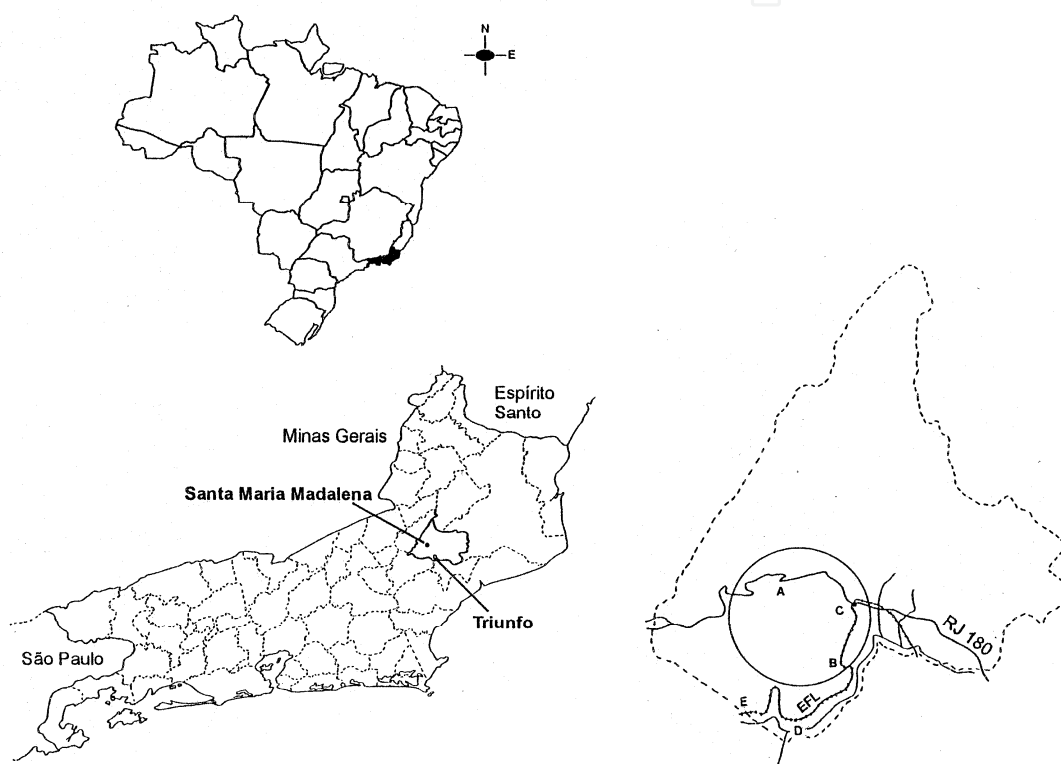 N
E
Espírito
Santo
Minas Gerais
Santa Maria Madalena
Triunfo
São Paulo
A
C
RJ 180
B
E
EFL
D